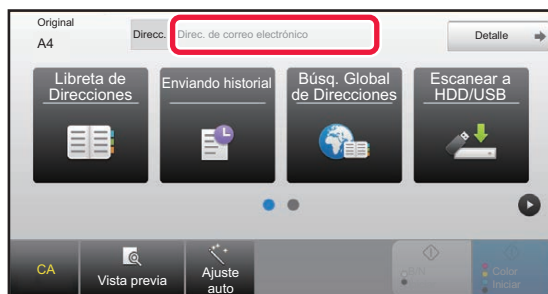 Original
A4
Direcc.
Direc. de correo electrónico
Detalle
Libreta de
Direcciones
Enviando historial
Búsq. Global
de Direcciones
Escanear a
HDD/USB
CA
Vista previa
Ajuste
auto
B/N
Iniciar
Color
Iniciar